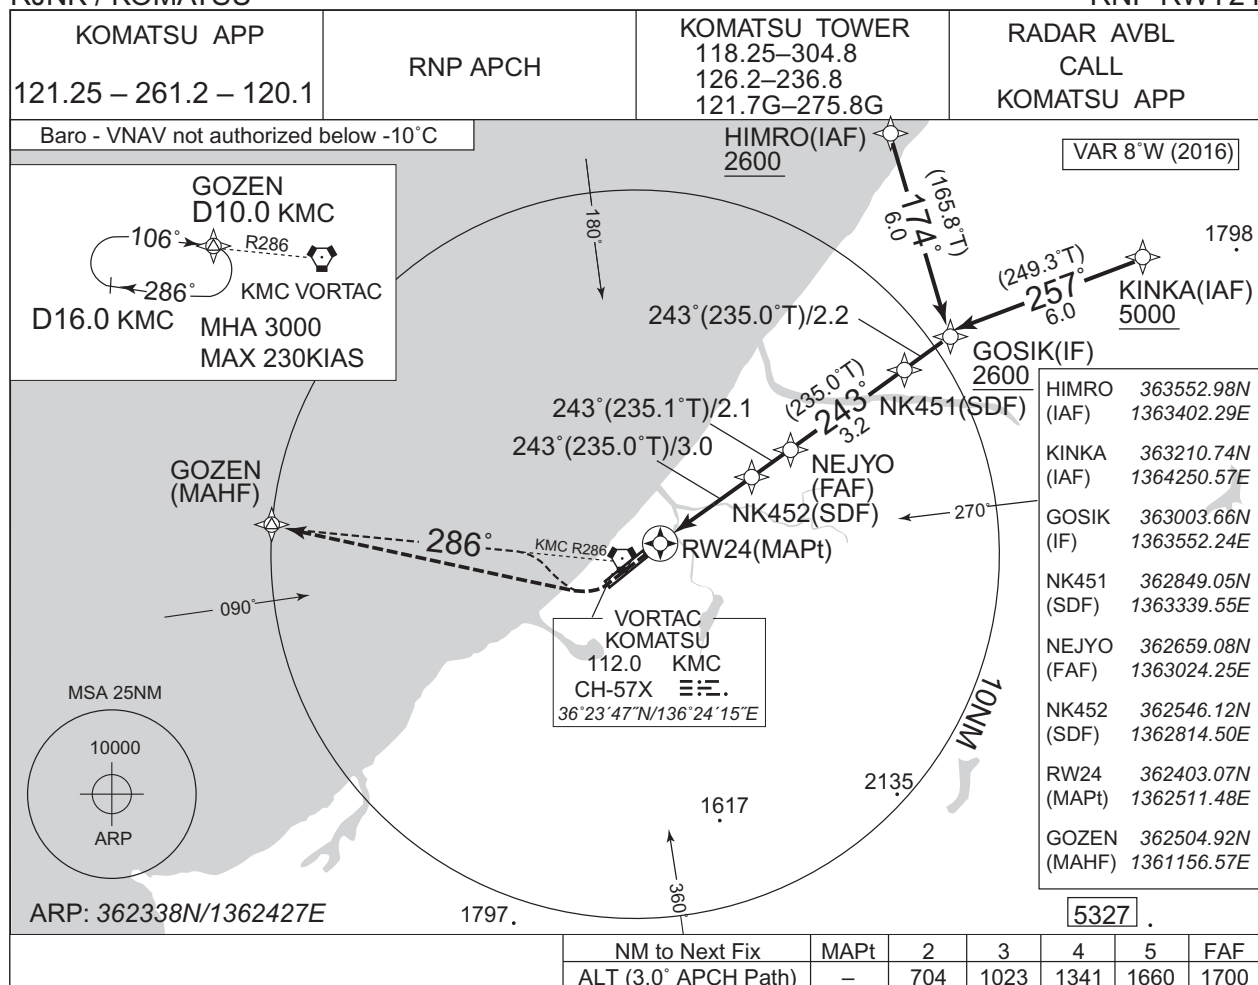 KOMATSU APP
121.25 – 261.2 – 120.1
RNP APCH
KOMATSU TOWER
118.25–304.8
126.2–236.8
121.7G–275.8G
RADAR AVBL
CALL
KOMATSU APP
Baro - VNAV not authorized below -10˚C
VAR 8˚W (2016)
HIMRO(IAF)
2600
GOZEN
D10.0 KMC
106˚
R286
286˚
KMC VORTAC
D16.0 KMC
MHA 3000
MAX 230KIAS
180˚
(165.8˚T)
174˚
6.0
1798
(249.3˚T)
257˚
6.0
KINKA(IAF)
5000
243˚(235.0˚T)/2.2
GOSIK(IF)
2600
NK451(SDF)
(235.0˚T)
243˚
3.2
243˚(235.1˚T)/2.1
243˚(235.0˚T)/3.0
NEJYO
(FAF)
NK452(SDF)
270˚
GOZEN
(MAHF)
286˚
KMC R286
RW24(MAPt)
090˚
VORTAC
KOMATSU
112.0 KMC
CH-57X
36˚23´47˝N/136˚24´15˝E
HIMRO 363552.98N
(IAF) 1363402.29E
KINKA 363210.74N
(IAF) 1364250.57E
GOSIK 363003.66N
(IF) 1363552.24E
NK451 362849.05N
(SDF) 1363339.55E
NEJYO 362659.08N
(FAF) 1363024.25E
NK452 362546.12N
(SDF) 1362814.50E
RW24 362403.07N
(MAPt) 1362511.48E
GOZEN 362504.92N
(MAHF) 1361156.57E
MSA 25NM
10000
ARP
10NM
2135
1617
360˚
ARP: 362338N/1362427E
1797
5327
NM to Next Fix MAPt 2 3 4 5 FAF
ALT (3.0˚ APCH Path) – 704 1023 1341 1660 1700